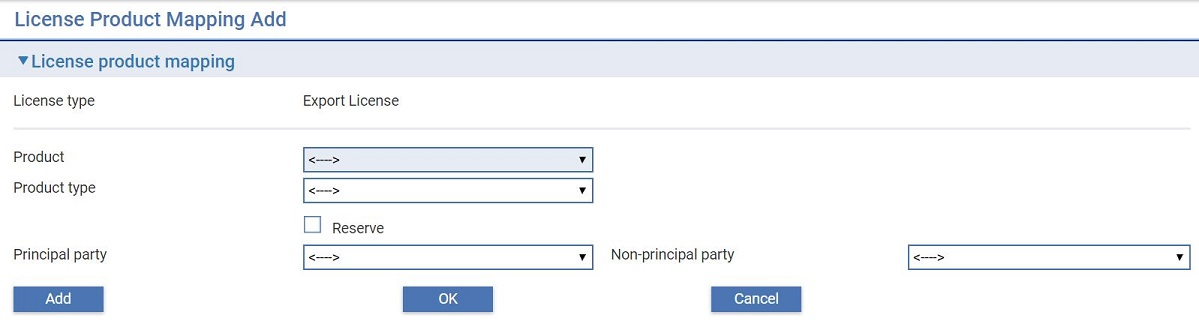 License Product Mapping Add
▼License product mapping
License type Export License
Product <---->
Product type <---->
Reserve
Principal party <----> Non-principal party <---->
Add OK Cancel